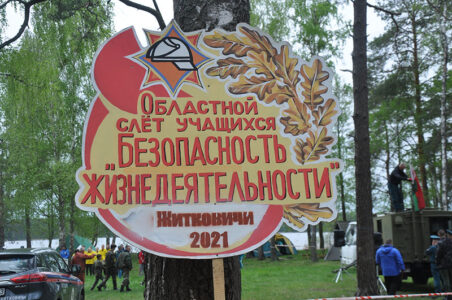 Областной
слёт учащихся
„Безопасность
жизнедеятельности"
Житковичи
2021